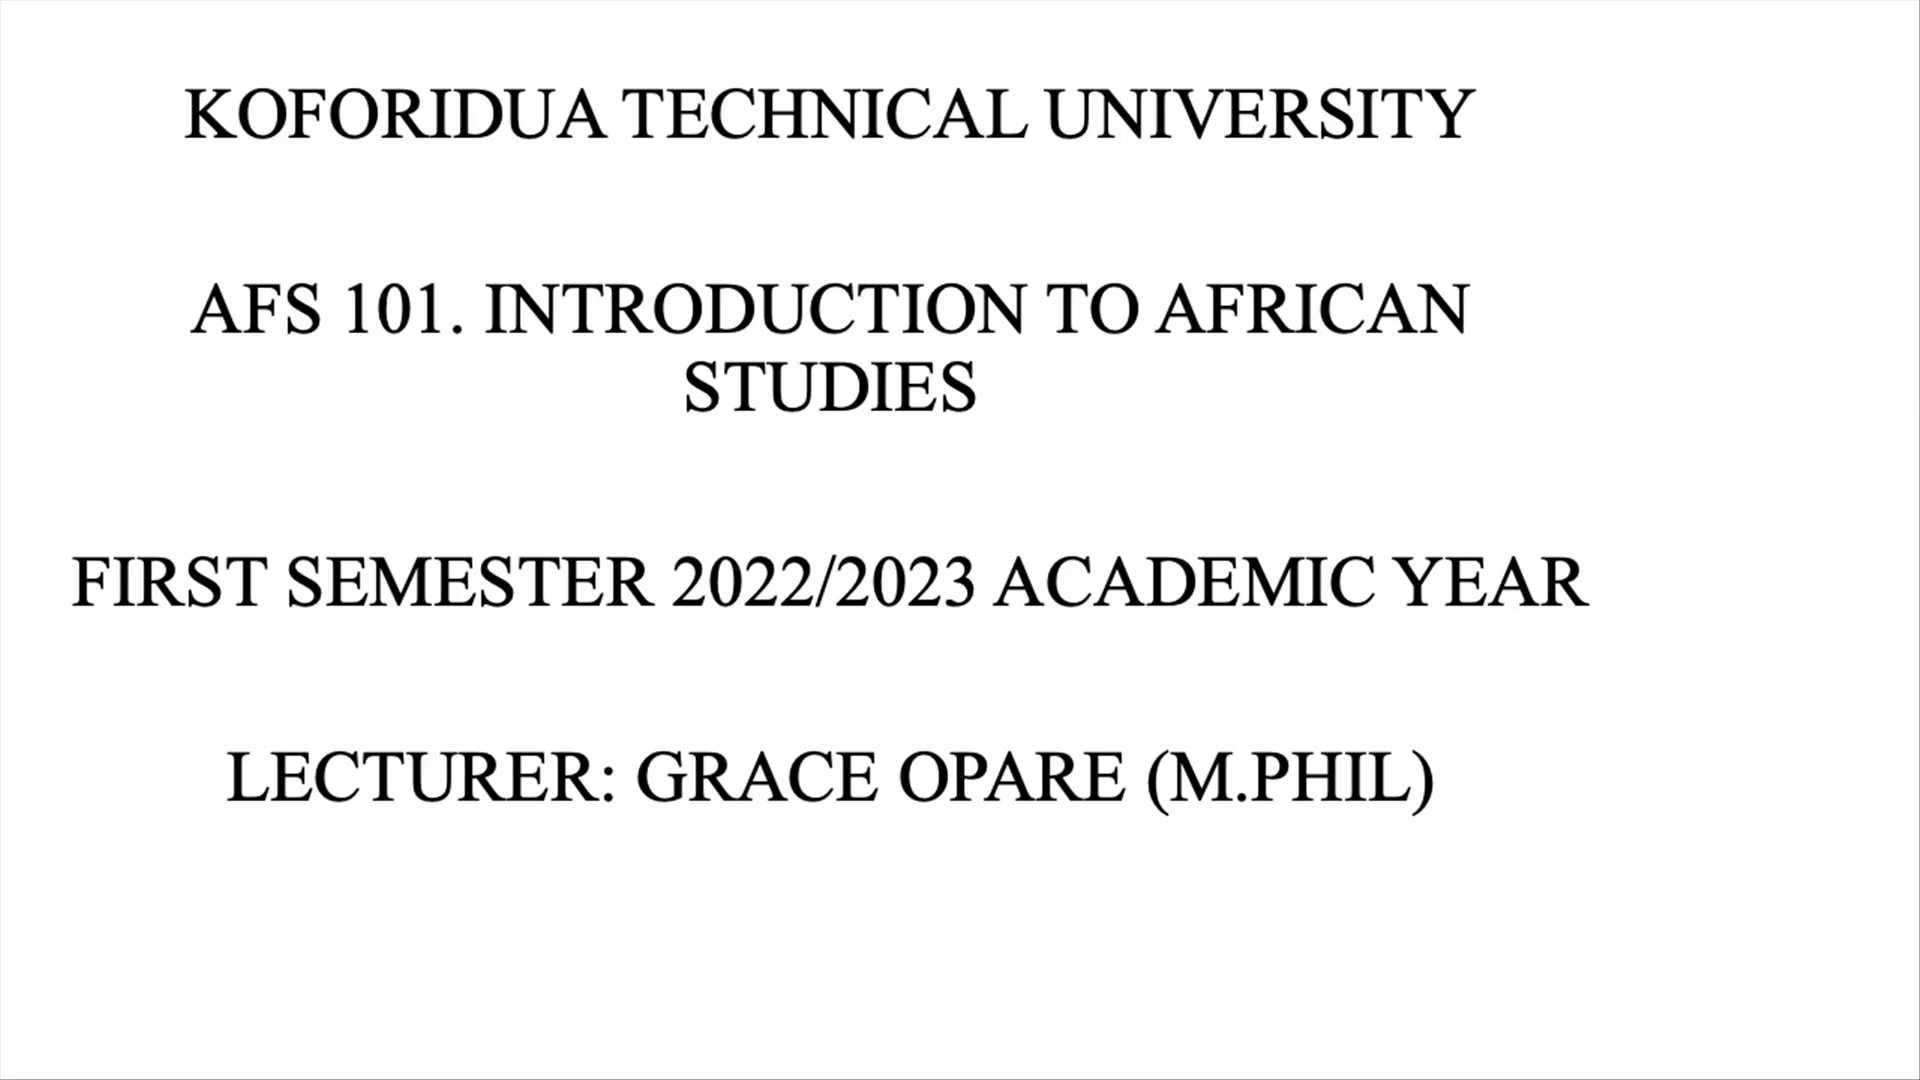 KOFORIDUA TECHNICAL UNIVERSITY
AFS 101. INTRODUCTION TO AFRICAN
STUDIES
FIRST SEMESTER 2022/2023 ACADEMIC YEAR
LECTURER: GRACE OPARE (M.PHIL)